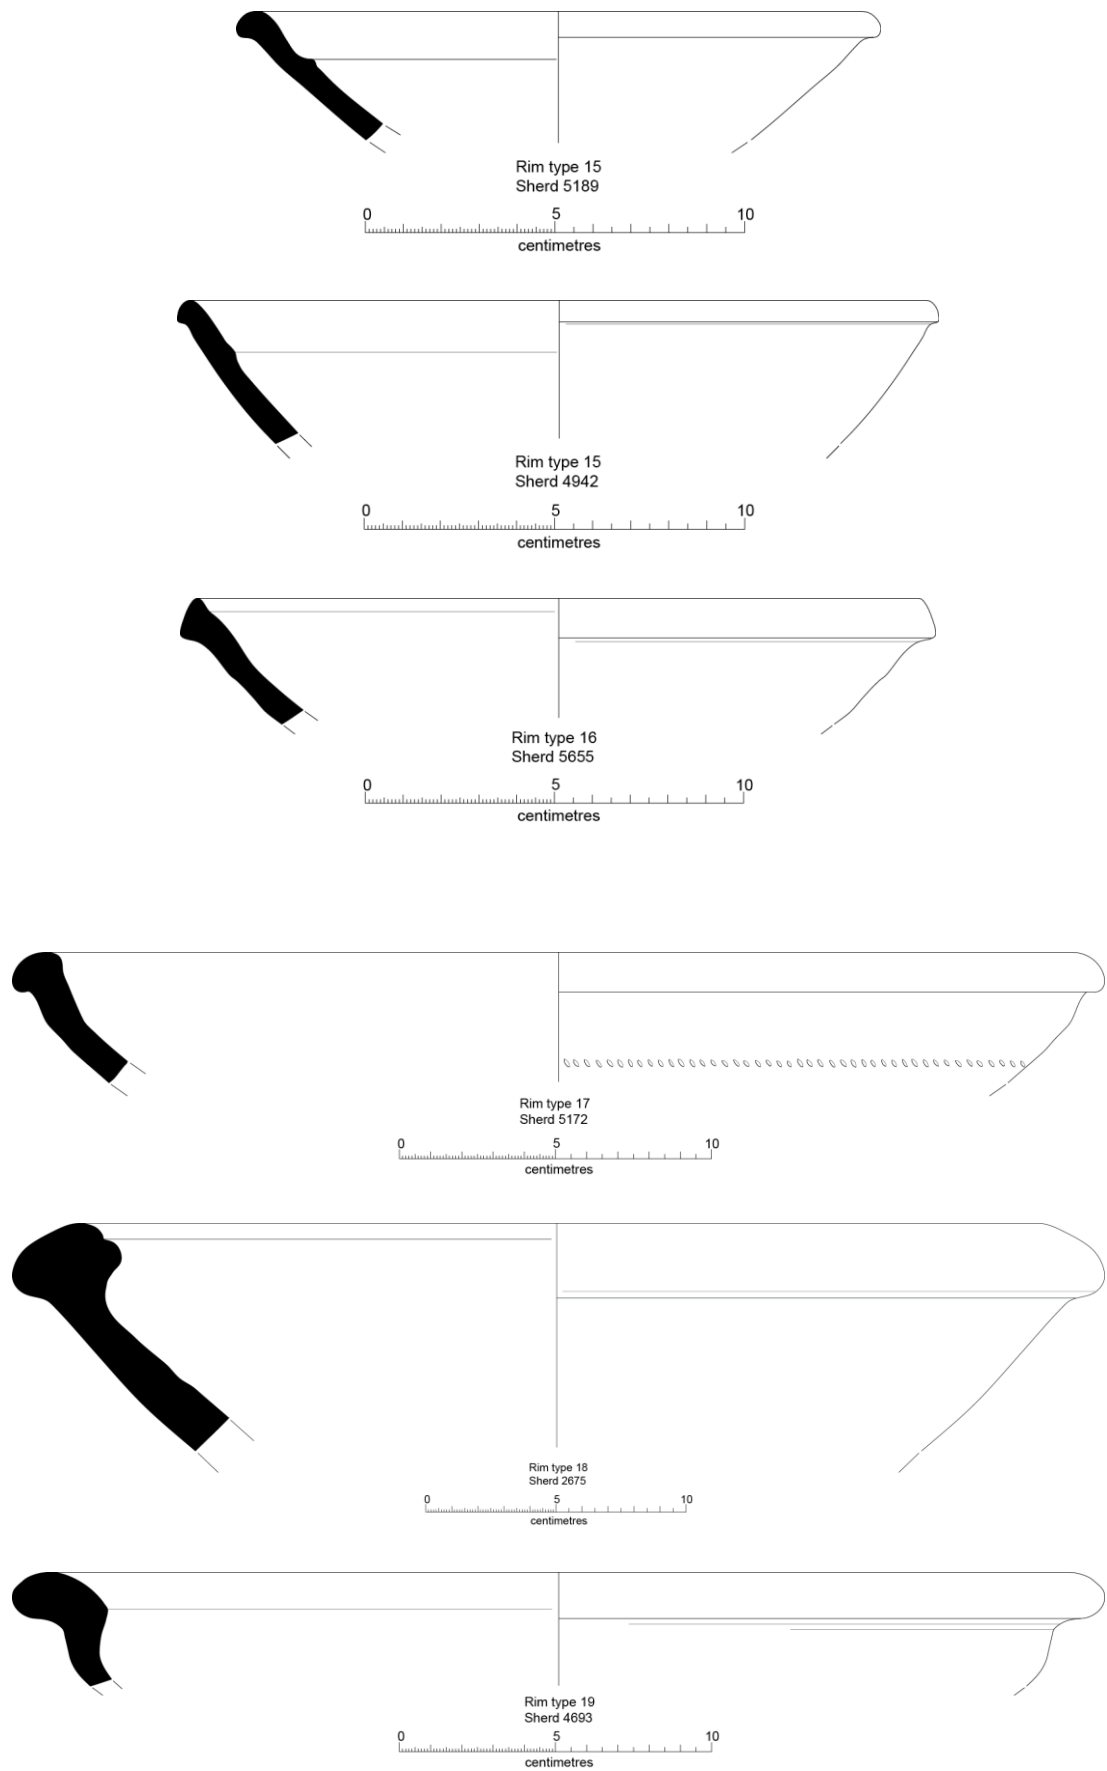 Rim type 15
Sherd 5189
0 5 10
centimetres
Rim type 15
Sherd 4942
0 5 10
centimetres
Rim type 16
Sherd 5655
0 5 10
centimetres
Rim type 17
Sherd 5172
0 5 10
centimetres
Rim type 18
Sherd 2675
0 5 10
centimetres
Rim type 19
Sherd 4693
0 5 10
centimetres